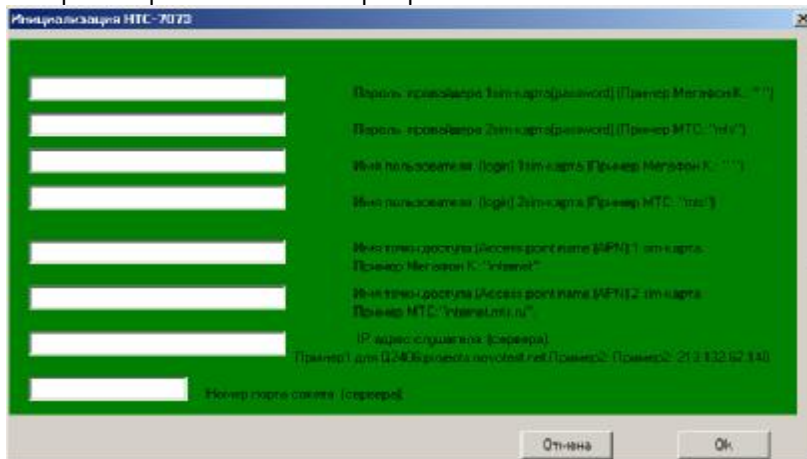 Инициализация НТС-7073
Пароль провайдера 1sim-карта(password) (Пример Мегафон К.: " ")
Пароль провайдера 2sim-карта(password) (Пример МТС: "mts")
Имя пользователя (login) 1sim-карта (Пример Мегафон К.: " ")
Имя пользователя (login) 2sim-карта (Пример МТС: "mts")
Имя точки доступа (Access point name (APN)) 1 sim-карта.
Пример Мегафон К: "internet"
Имя точки доступа (Access point name (APN)) 2 sim-карта
Пример МТС: "internet.mts.ru"
IP адрес слушателя (сервера)
Пример1 для Q2406:projects.novotest.net Пример2: Пример2: 213.132.62.140
Номер порта сокета (сервера)
Отмена
Ok